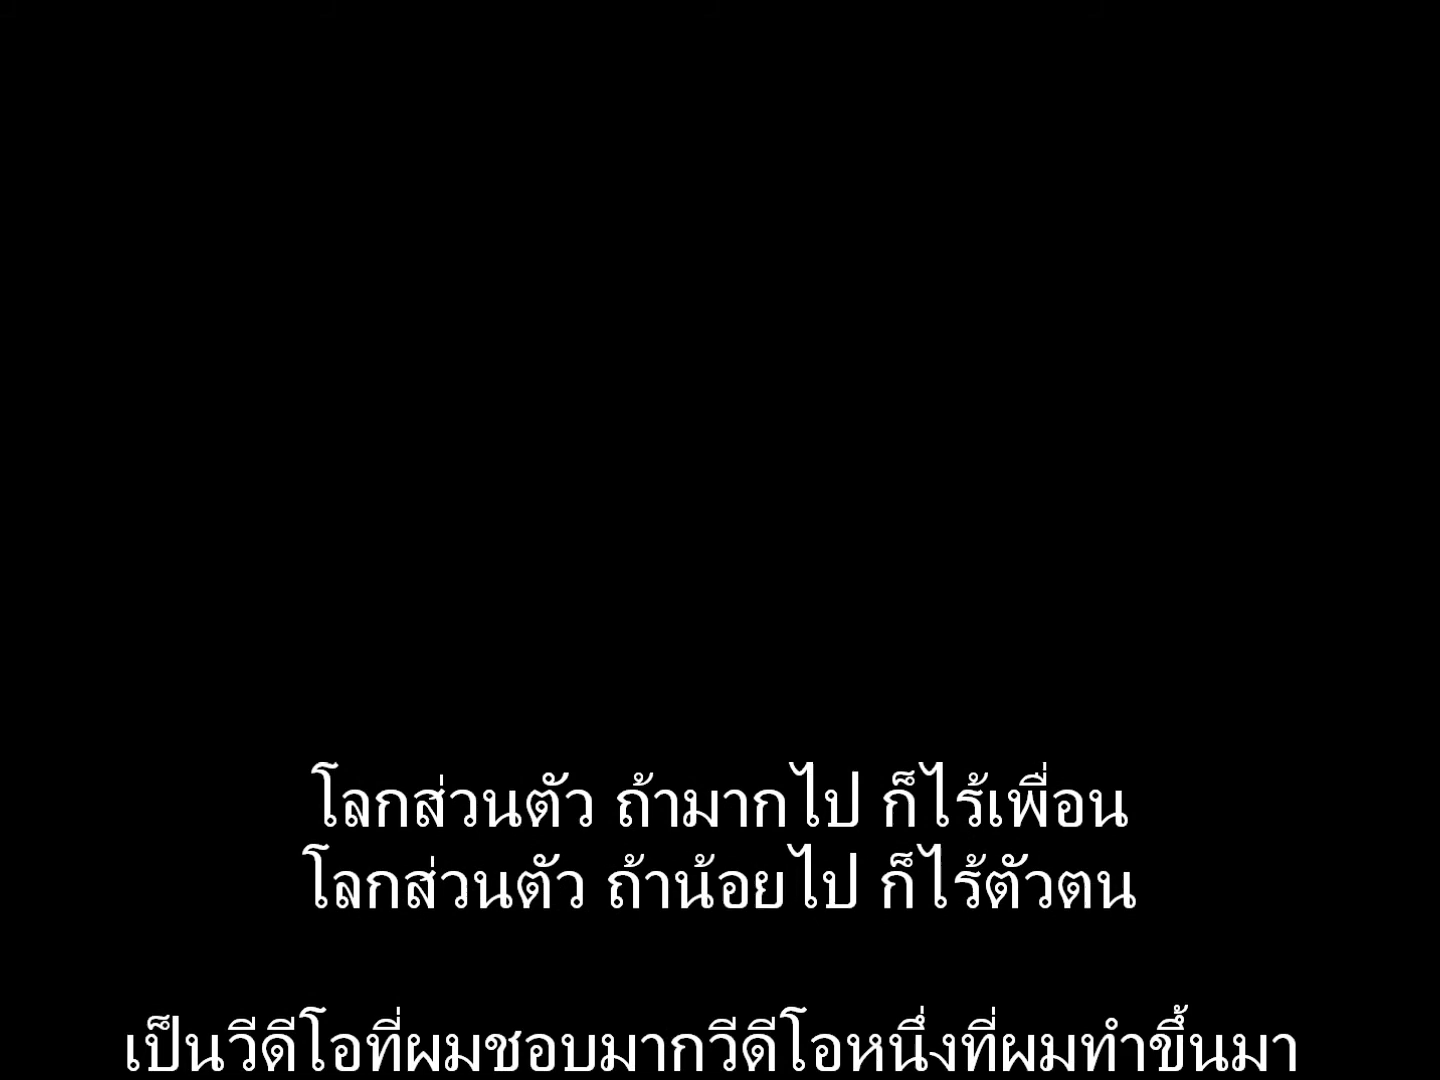 โลกส่วนตัว ถ้ามากไป ก็ไร้เพื่อน
โลกส่วนตัว ถ้าน้อยไป ก็ไร้ตัวตน
เป็นวีดีโอที่ผมชอบมากวีดีโอหนึ่งที่ผมทำขึ้นมา